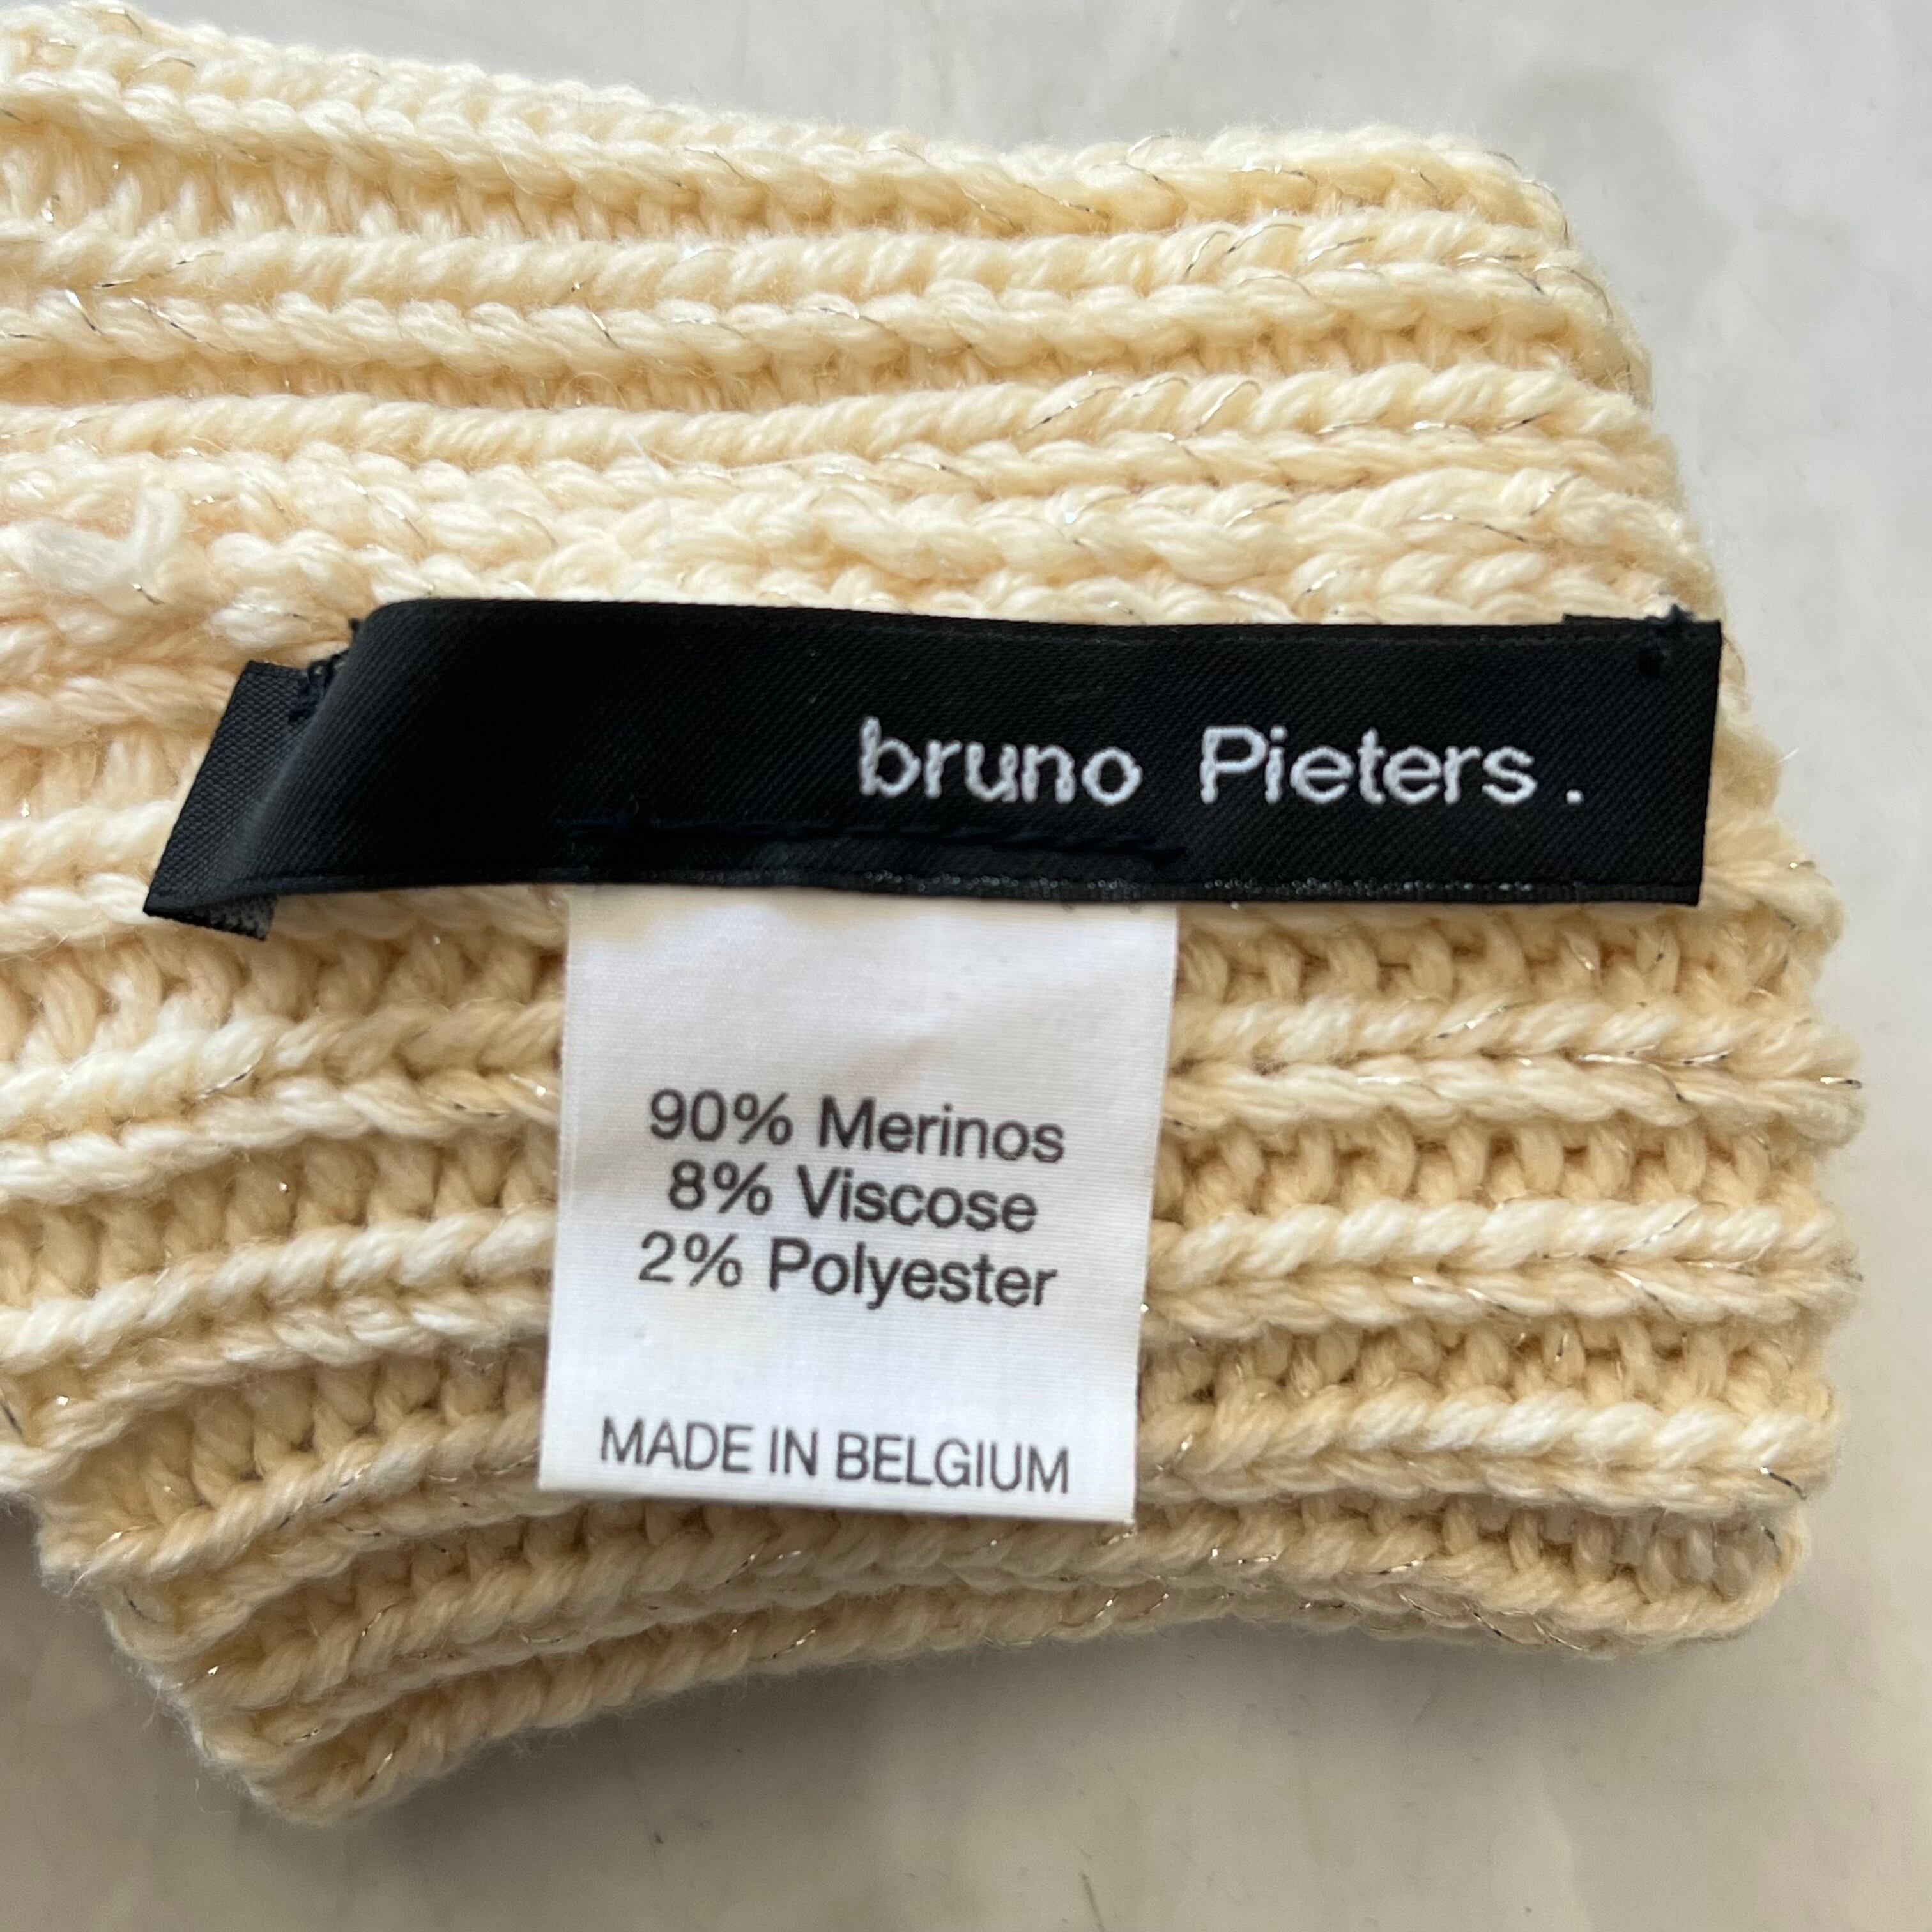 bruno Pieters.
90% Merinos
8% Viscose
2% Polyester
MADE IN BELGIUM